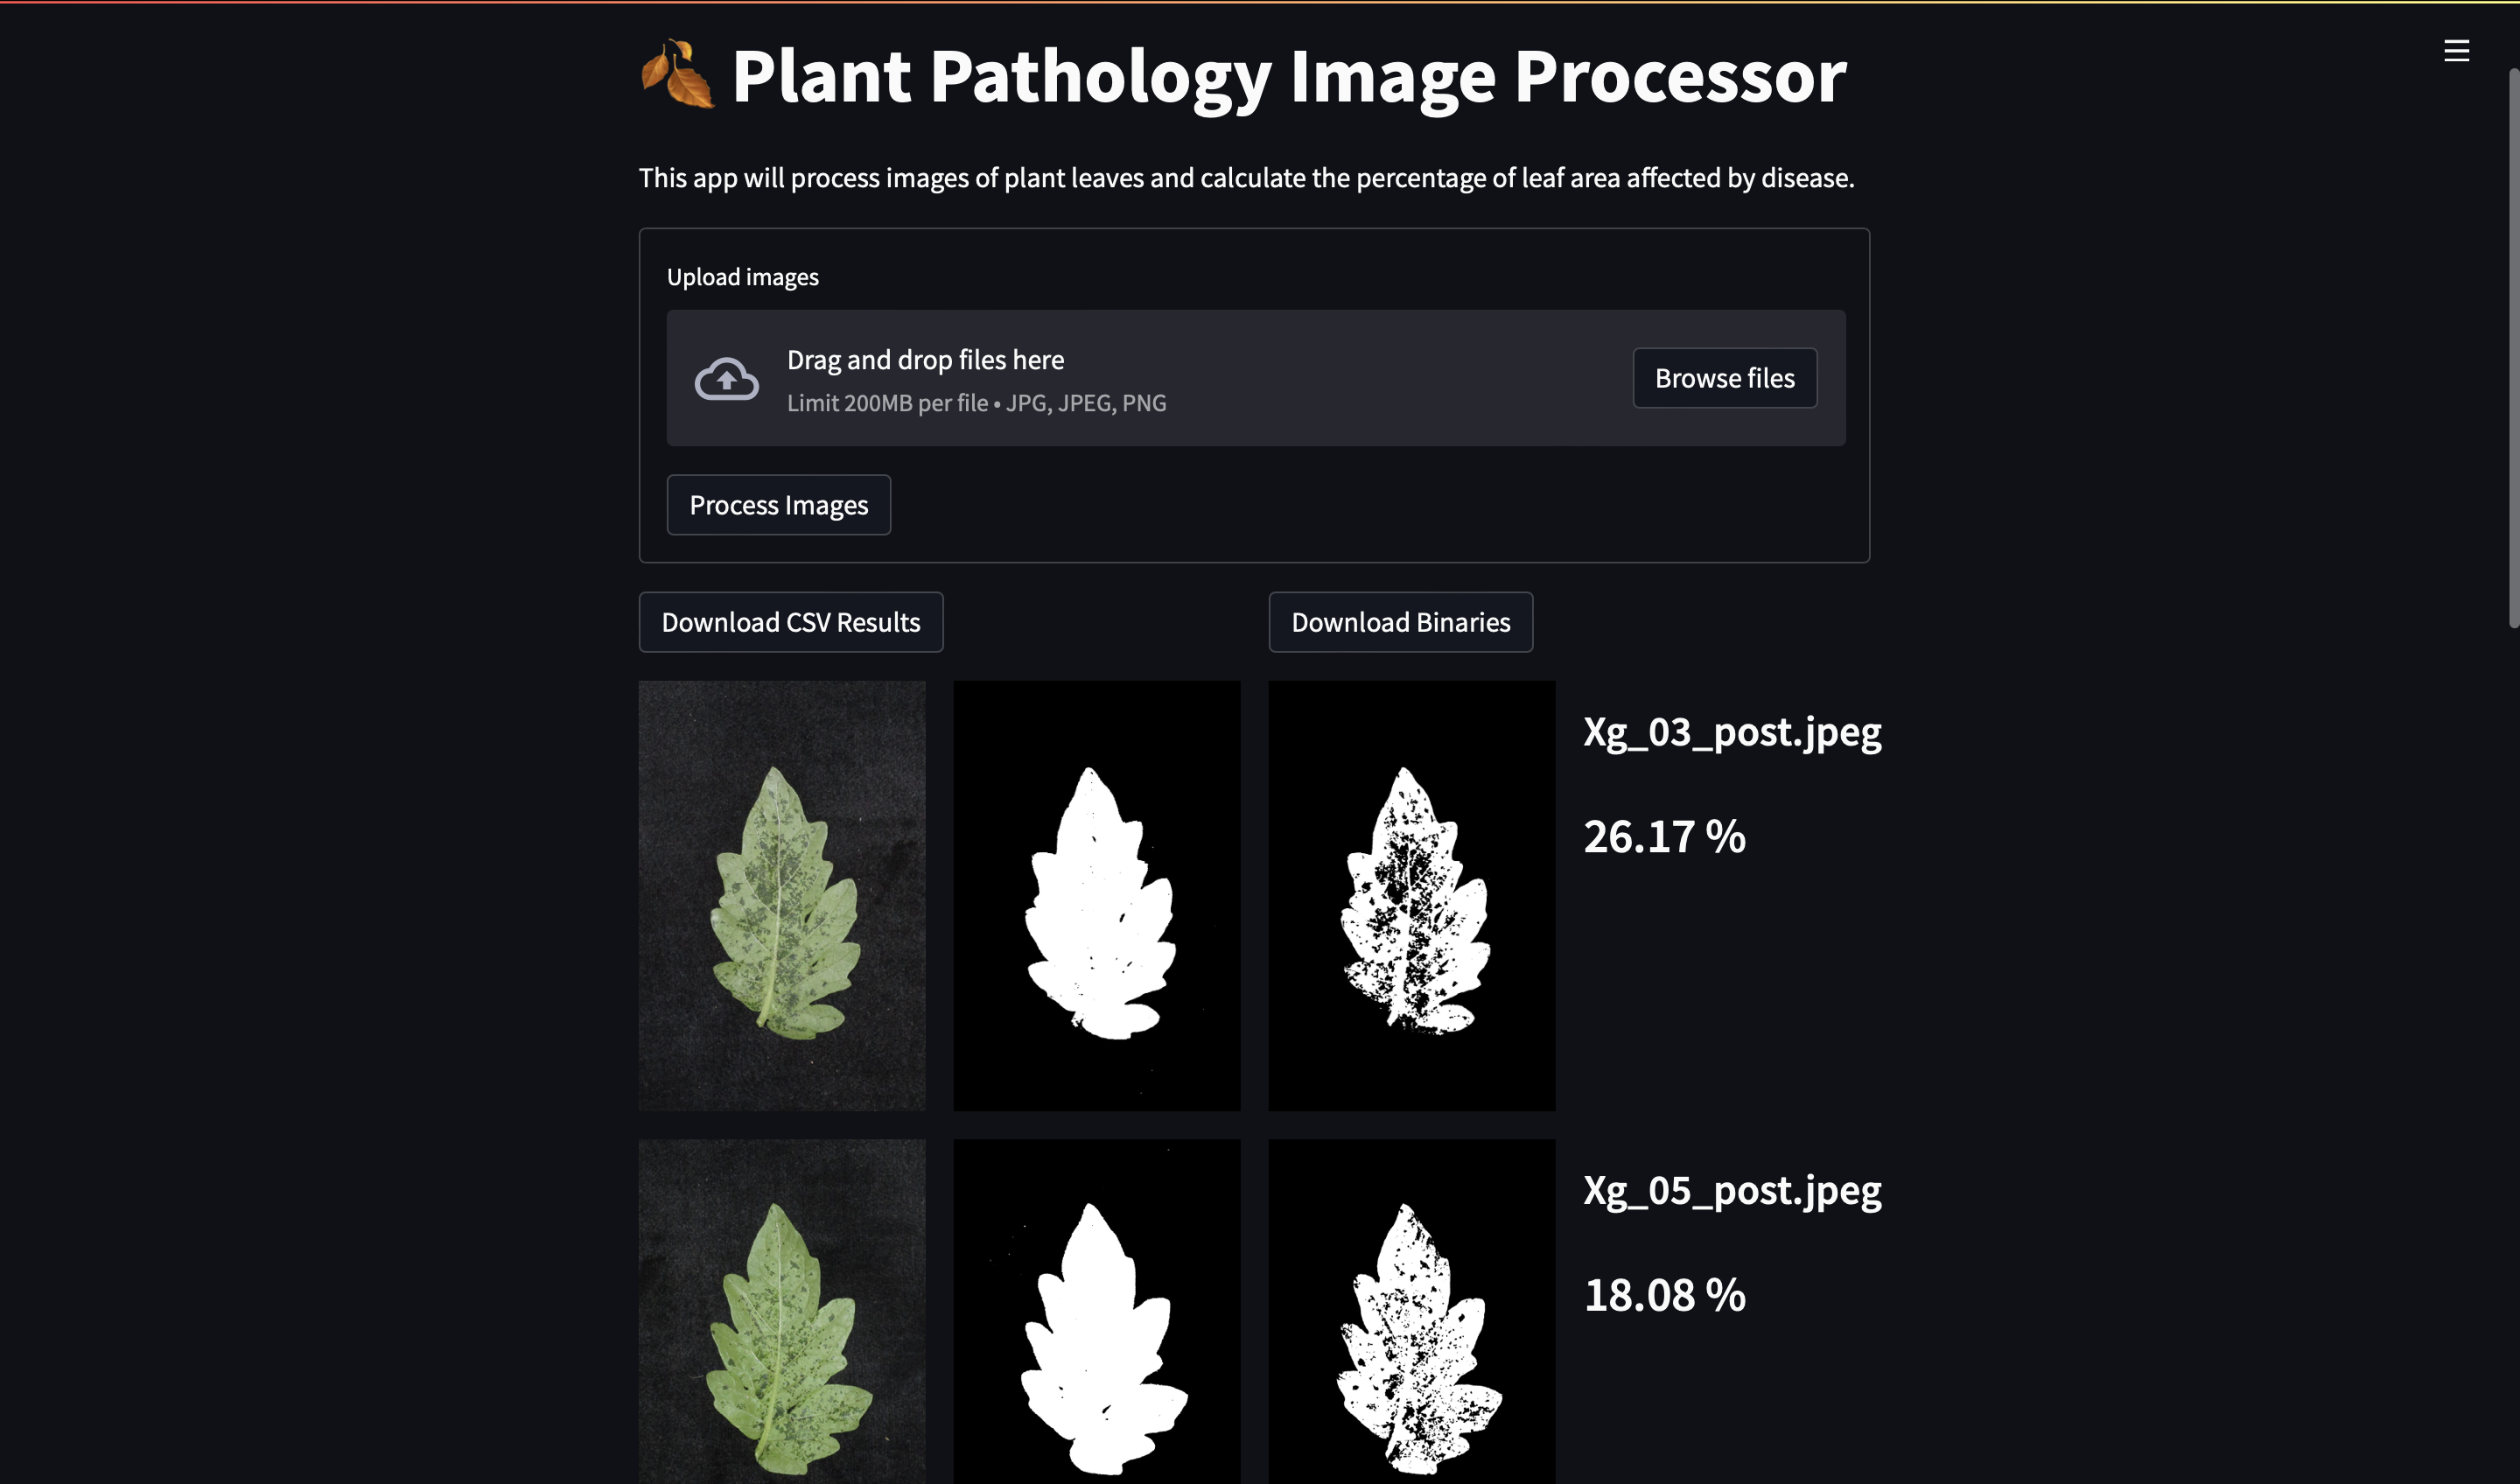 Plant Pathology Image Processor
This app will process images of plant leaves and calculate the percentage of leaf area affected by disease.
Upload images
Drag and drop files here
Limit 200MB per file • JPG, JPEG, PNG
Browse files
Process Images
Download CSV Results
Download Binaries
Xg_03_post.jpeg
26.17 %
Xg_05_post.jpeg
18.08 %